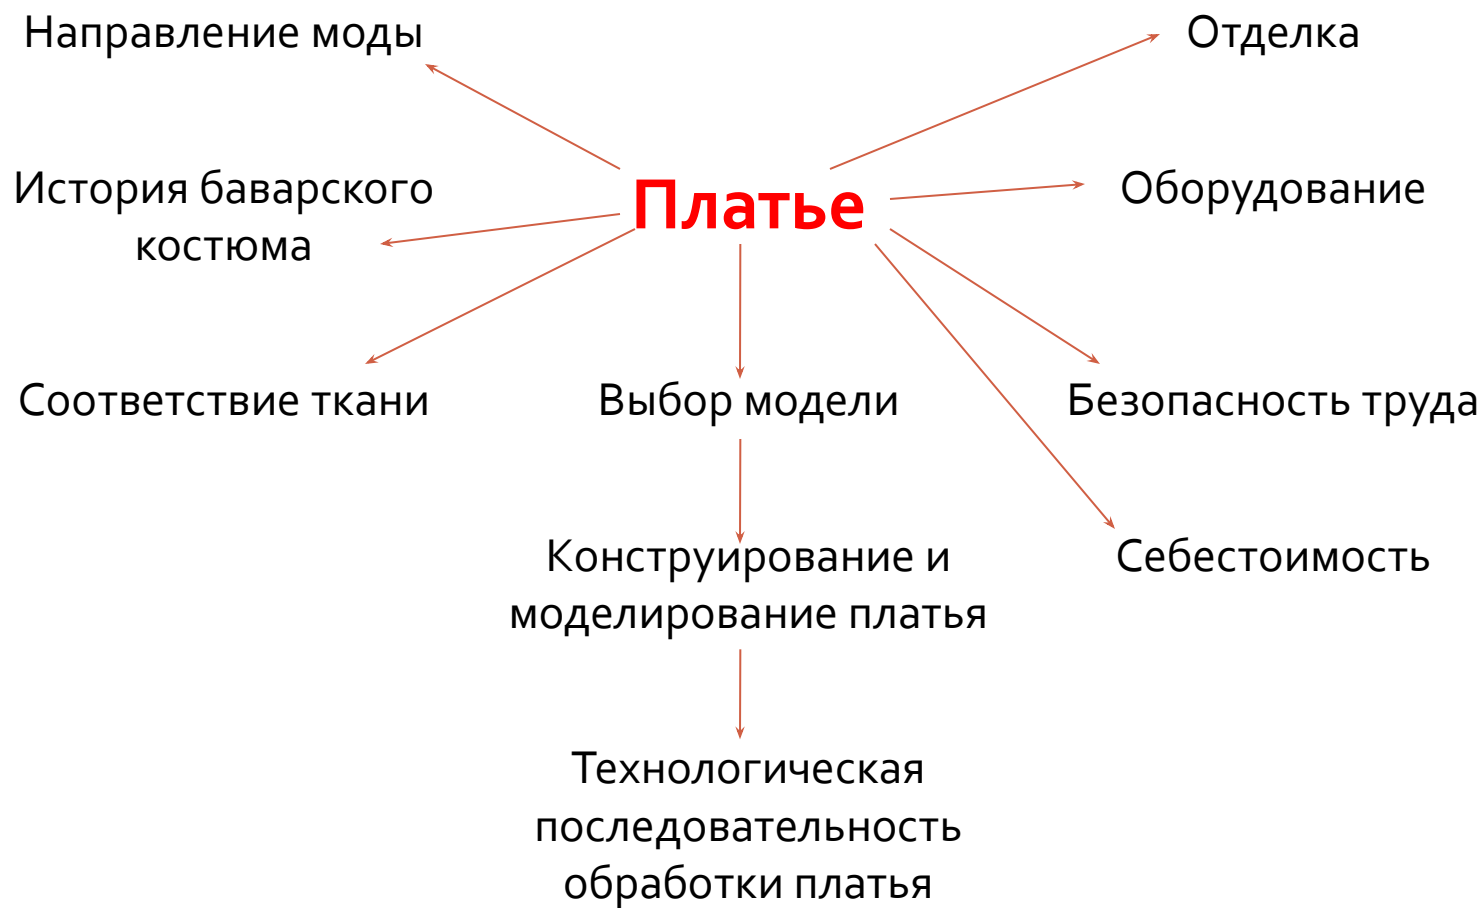 Направление моды
Отделка
История баварского
костюма
Платье
Оборудование
Соответствие ткани
Выбор модели
Безопасность труда
Конструирование и
моделирование платья
Себестоимость
Технологическая
последовательность
обработки платья